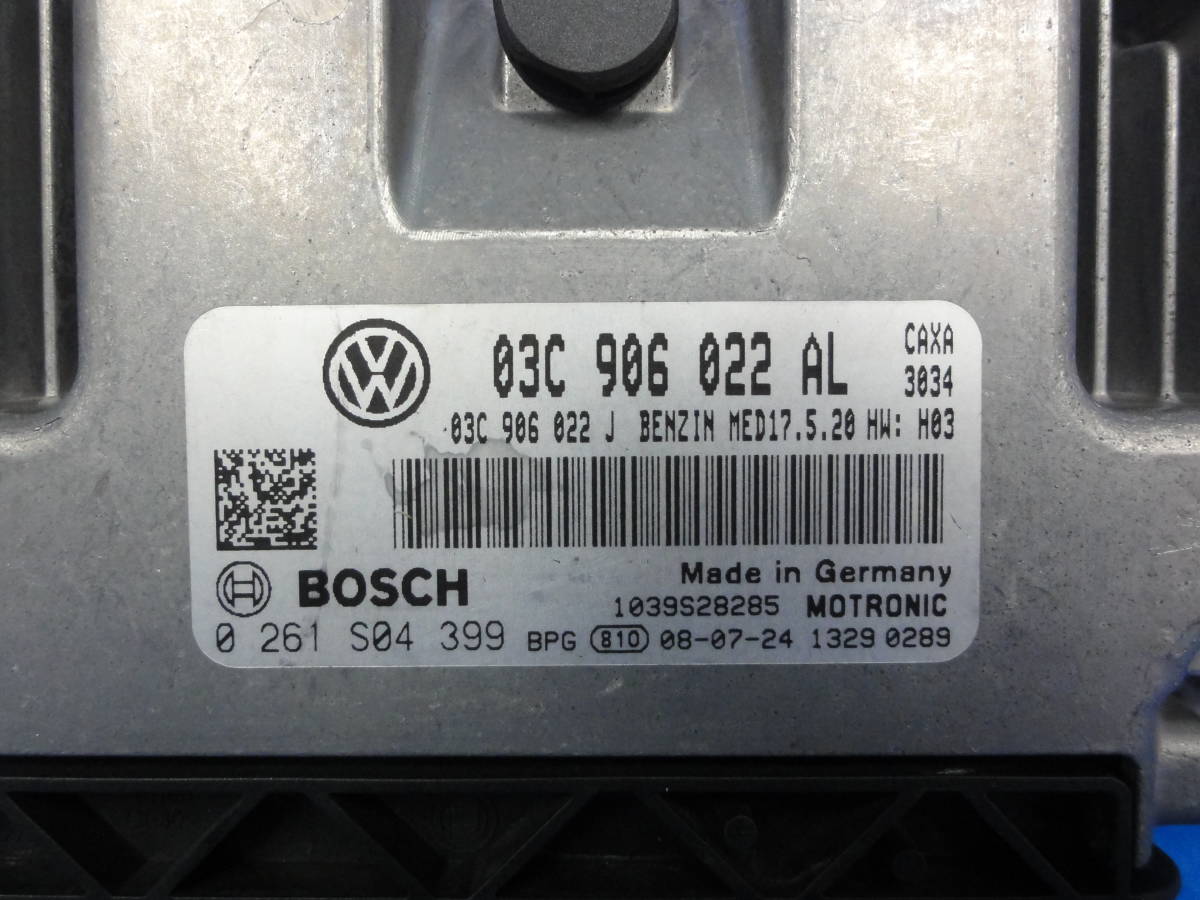 03C 906 022 AL CAXA
3034
03C 906 022 J BENZIN MED17.5.20 HW: H03
BOSCH Made in Germany
1039S28285 MOTRONIC
0 261 S04 399 BPG 810 08-07-24 1329 0289